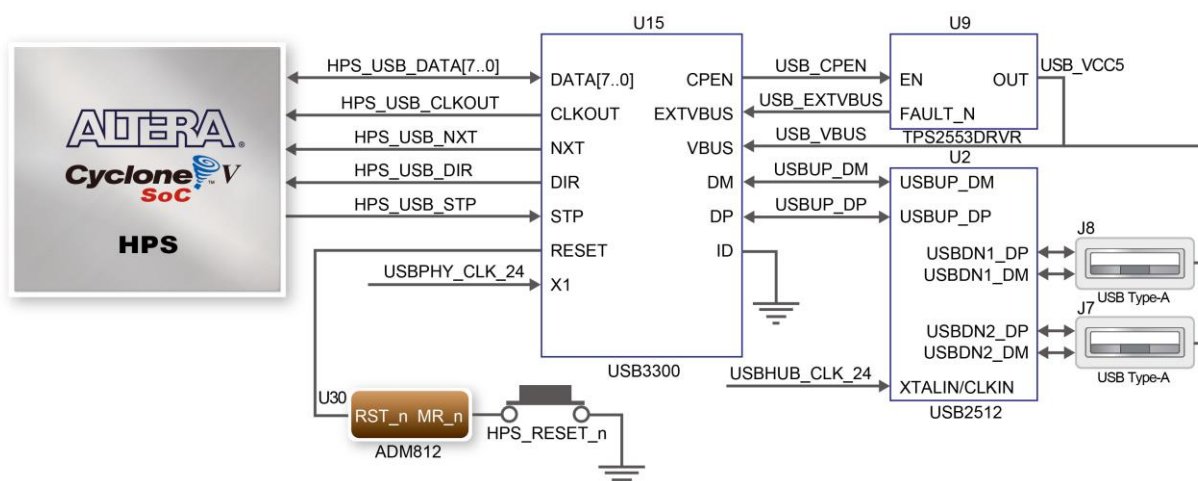 U15
U9
HPS_USB_DATA[7..0]
DATA[7..0]
CPEN
USB_CPEN
EN
OUT
USB_VCC5
ALTERA®
HPS_USB_CLKOUT
CLKOUT
EXTVBUS
USB_EXTVBUS
FAULT_N
HPS_USB_NXT
NXT
VBUS
USB_VBUS
TPS2553DRVR
Cyclone V
SoC
HPS_USB_DIR
DIR
DM
USBUP_DM
U2
USBUP_DM
HPS_USB_STP
STP
DP
USBUP_DP
USBUP_DP
HPS
RESET
ID
USBDN1_DP
USBDN1_DM
J8
USB Type-A
USBPHY_CLK_24
X1
USBDN2_DP
USBDN2_DM
J7
USB Type-A
USB3300
USBHUB_CLK_24
XTALIN/CLKIN
USB2512
U30
RST_n MR_n
ADM812
HPS_RESET_n